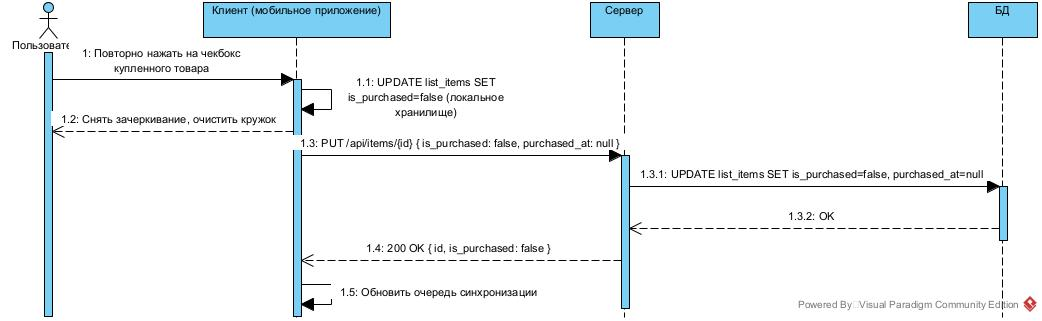 Клиент (мобильное приложение)
Сервер
БД
Пользовате
1: Повторно нажать на чекбокс
купленного товара
1.1: UPDATE list_items SET
is_purchased=false (локальное
хранилище)
1.2: Снять зачеркивание, очистить кружок
1.3: PUT /api/items/{id} { is_purchased: false, purchased_at: null }
1.3.1: UPDATE list_items SET is_purchased=false, purchased_at=null
1.3.2: OK
1.4: 200 OK { id, is_purchased: false }
1.5: Обновить очередь синхронизации
Powered By Visual Paradigm Community Edition